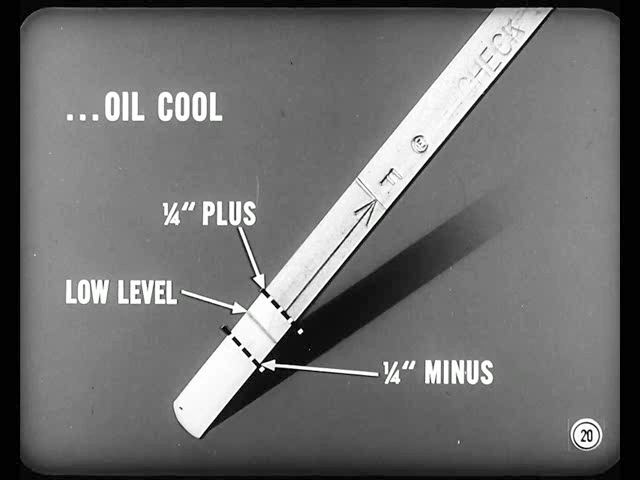 CHECK
...OIL COOL
Ⓑ
F
¼" PLUS
LOW LEVEL
¼" MINUS
20